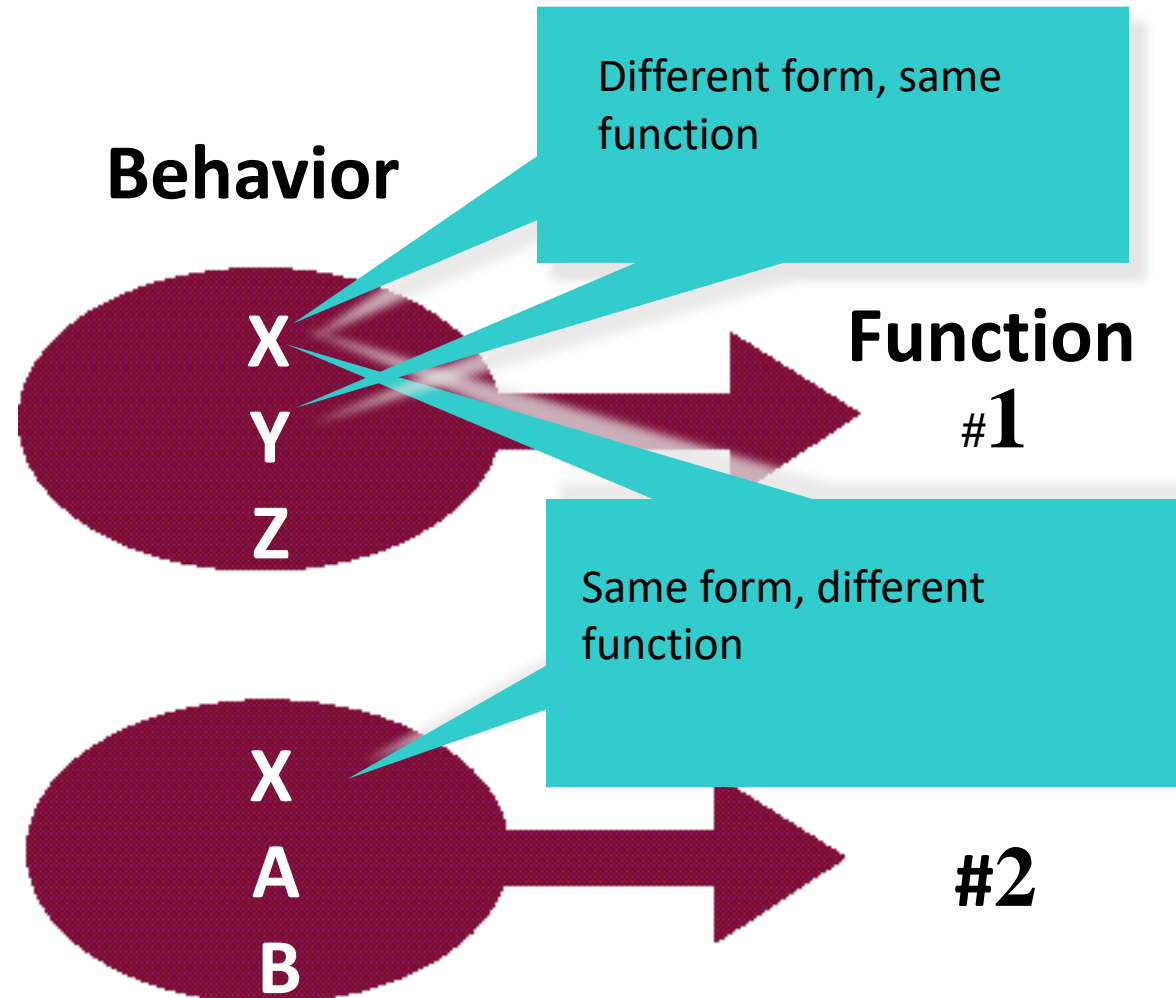 Different form, same
function
Behavior
X
Y
Z
Function
#1
Same form, different
function
X
A
B
#2